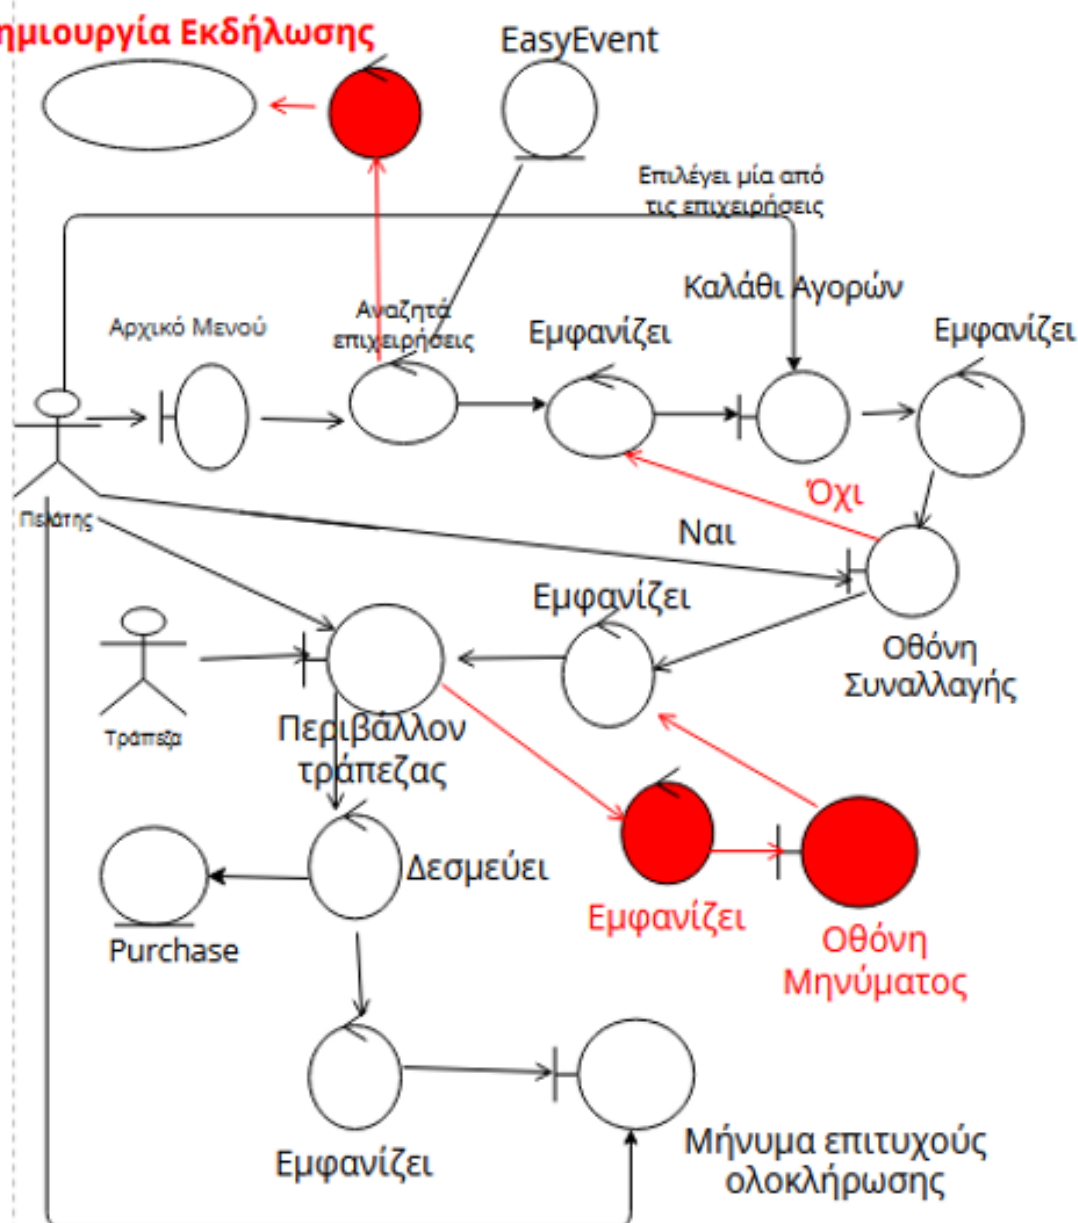 ημιουργία Εκδήλωσης
EasyEvent
Επιλέγει μία από
τις επιχειρήσεις
Καλάθι Αγορών
Αρχικό Μενού
Αναζητά
επιχειρήσεις
Εμφανίζει
Εμφανίζει
Όχι
Πελάτης
Ναι
Εμφανίζει
Οθόνη
Συναλλαγής
Τράπεζα
Περιβάλλον
τράπεζας
Δεσμεύει
Purchase
Εμφανίζει
Οθόνη
Μηνύματος
Εμφανίζει
Μήνυμα επιτυχούς
ολοκλήρωσης